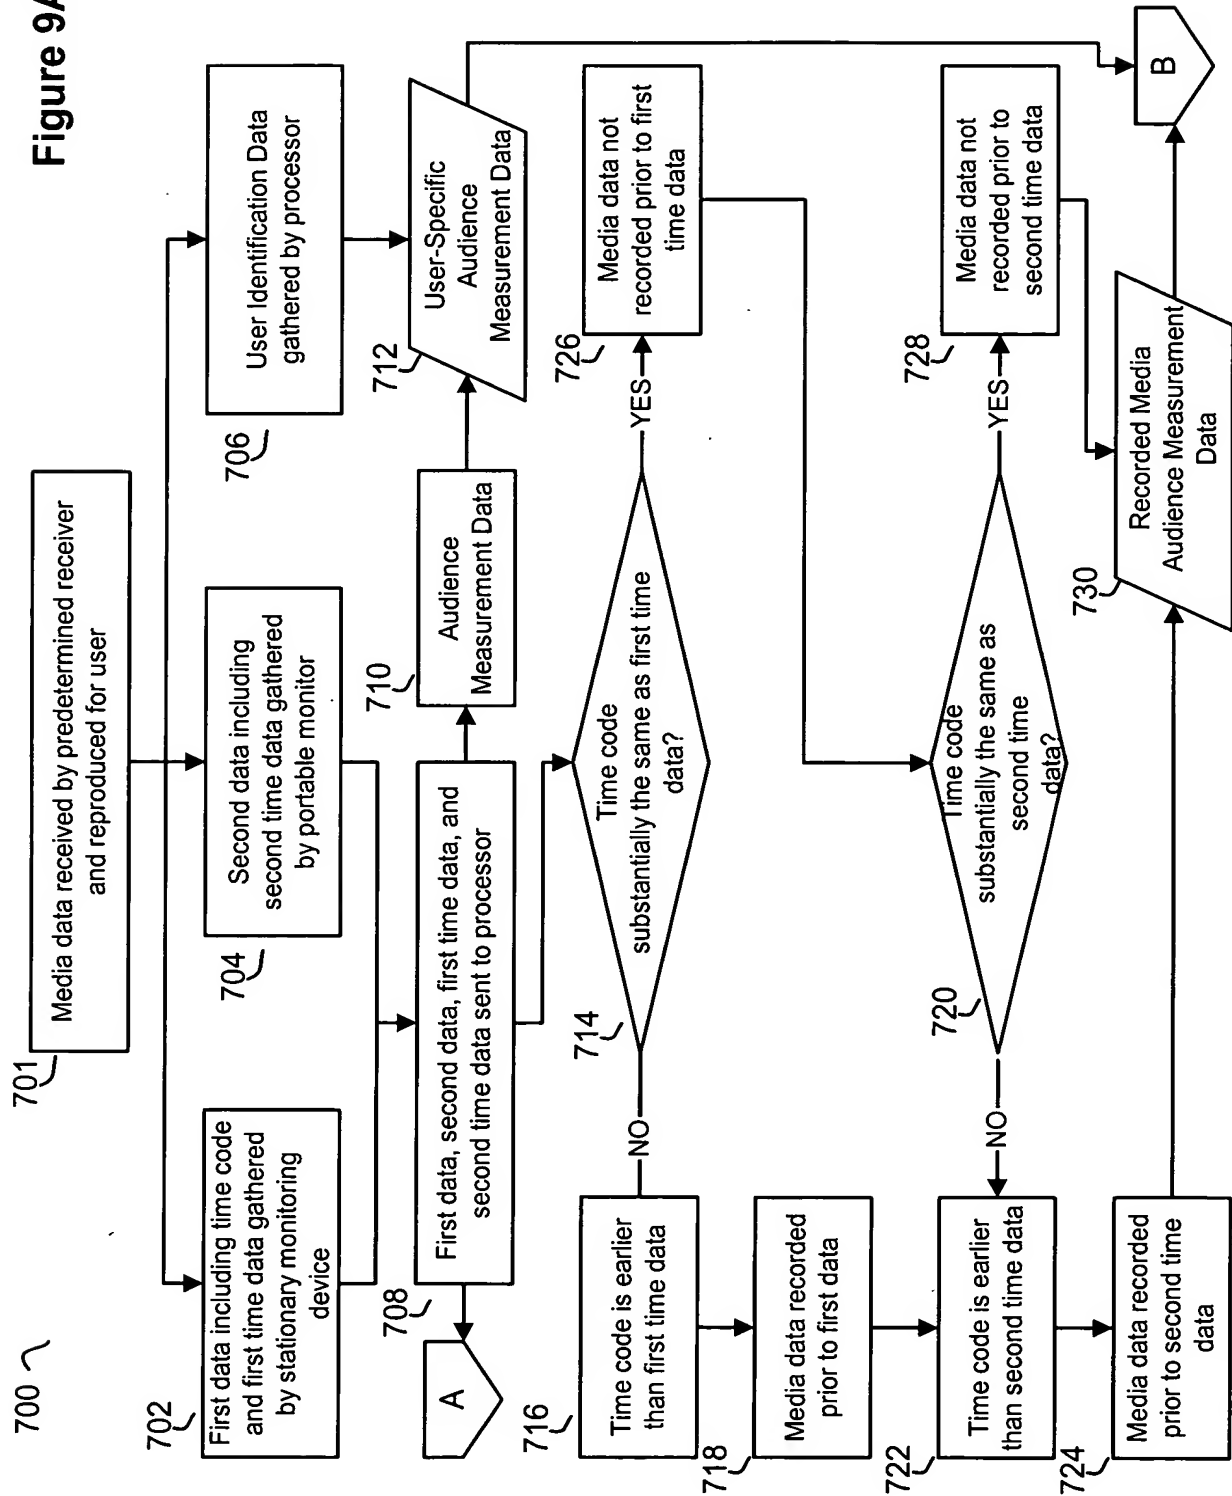 Figure 9A
700
701
Media data received by predetermined receiver
and reproduced for user
702
First data including time code
and first time data gathered
by stationary monitoring
device
704
Second data including
second time data gathered
by portable monitor
706
User Identification Data
gathered by processor
708
First data, second data, first time data, and
second time data sent to processor
A
710
Audience
Measurement Data
712
User-Specific
Audience
Measurement Data
714
Time code
substantially the same as first time
data?
NO
YES
716
Time code is earlier
than first time data
718
Media data recorded
prior to first data
726
Media data not
recorded prior to first
time data
720
Time code
substantially the same as
second time
data?
NO
YES
722
Time code is earlier
than second time data
724
Media data recorded
prior to second time
data
728
Media data not
recorded prior to
second time data
730
Recorded Media
Audience Measurement
Data
B